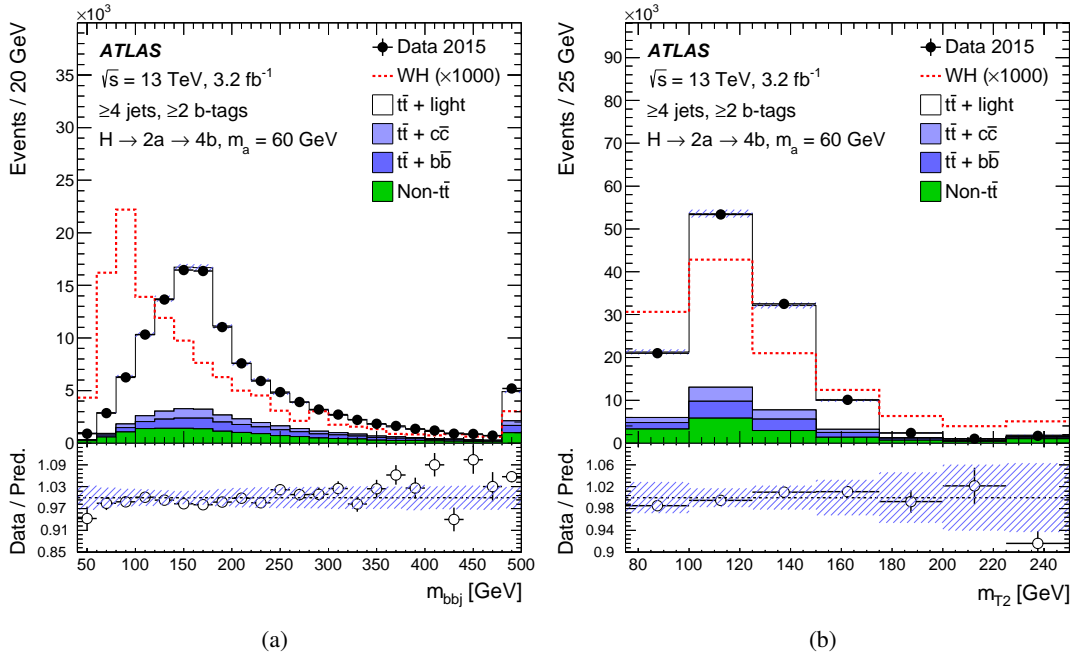 ×10³
Events / 20 GeV
35
30
25
20
15
10
5
0
ATLAS
√s = 13 TeV, 3.2 fb⁻¹
≥4 jets, ≥2 b-tags
H → 2a → 4b, mₐ = 60 GeV
Data 2015
WH (×1000)
tt̄ + light
tt̄ + cc̄
tt̄ + bb̄
Non-tt̄
Data / Pred.
1.09
1.03
0.97
0.91
0.85
50 100 150 200 250 300 350 400 450 500
m_bbj [GeV]
(a)
×10³
Events / 25 GeV
90
80
70
60
50
40
30
20
10
0
ATLAS
√s = 13 TeV, 3.2 fb⁻¹
≥4 jets, ≥2 b-tags
H → 2a → 4b, mₐ = 60 GeV
Data 2015
WH (×1000)
tt̄ + light
tt̄ + cc̄
tt̄ + bb̄
Non-tt̄
Data / Pred.
1.06
1.02
0.98
0.94
0.9
80 100 120 140 160 180 200 220 240
m_T2 [GeV]
(b)